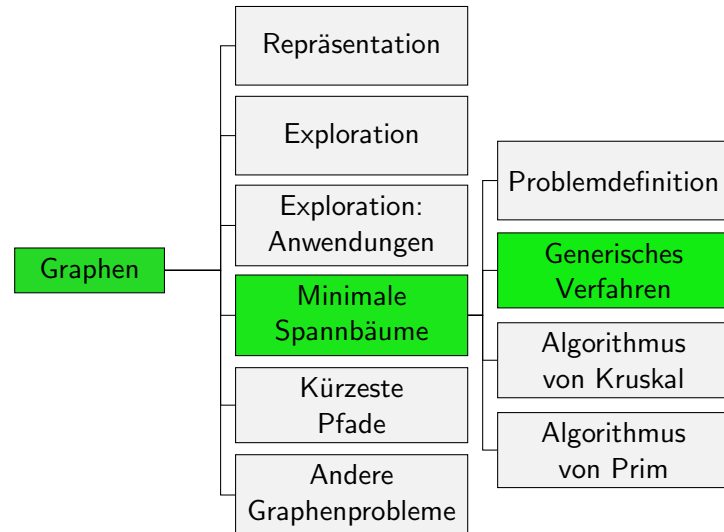 Graphen
Repräsentation
Exploration
Exploration:
Anwendungen
Minimale
Spannbäume
Kürzeste
Pfade
Andere
Graphenprobleme
Problemdefinition
Generisches
Verfahren
Algorithmus
von Kruskal
Algorithmus
von Prim